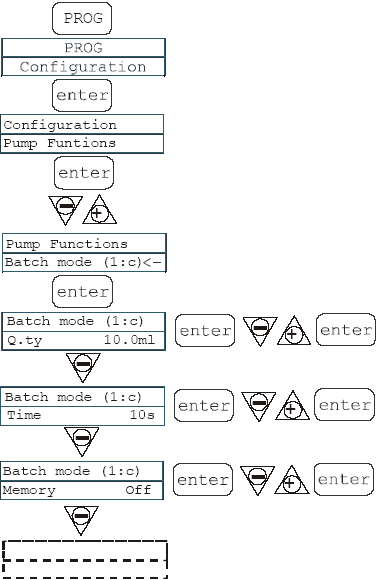 PROG
PROG
Configuration
enter
Configuration
Pump Funtions
enter
Pump Functions
Batch mode (1:c)<-
enter
Batch mode (1:c)
Q.ty 10.0ml
enter enter
Batch mode (1:c)
Time 10s
enter enter
Batch mode (1:c)
Memory Off
enter enter